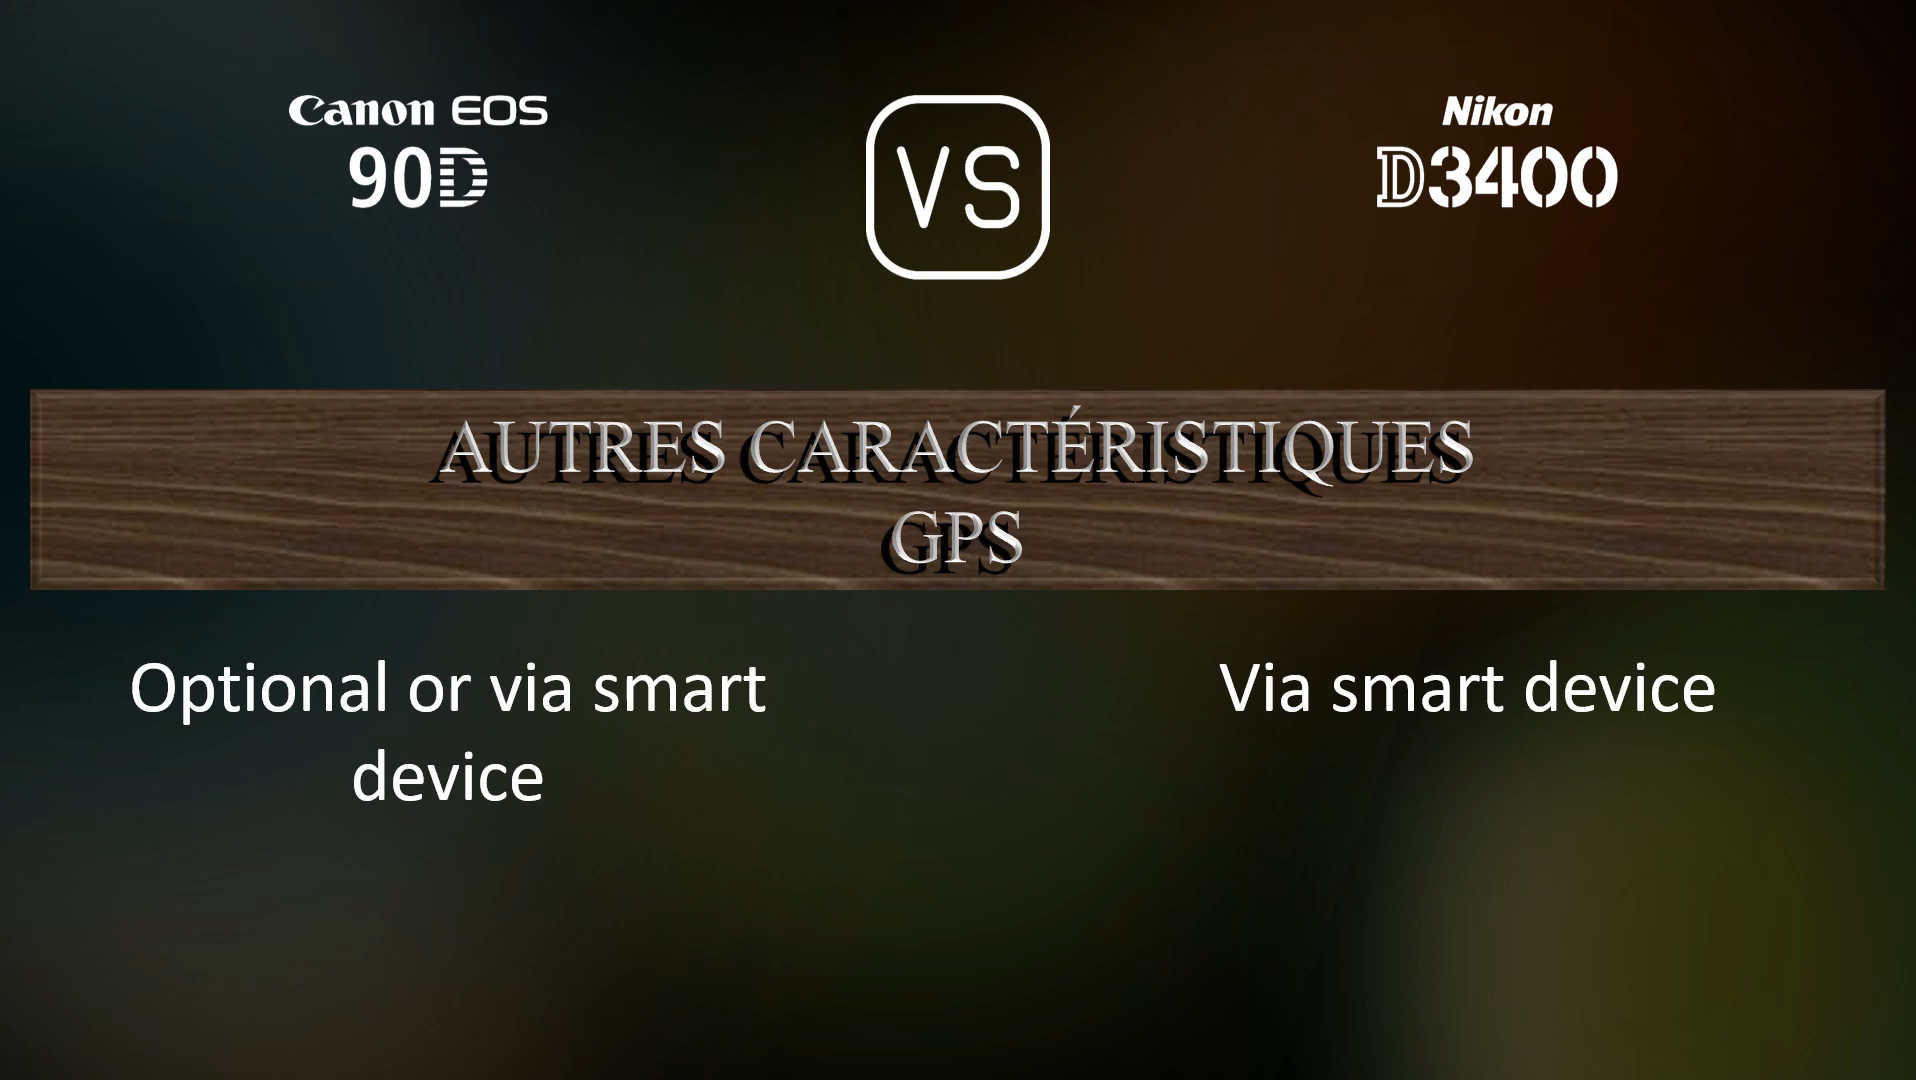 Canon EOS
90D
VS
Nikon
D3400
AUTRES CARACTÉRISTIQUES
GPS
Optional or via smart
device
Via smart device